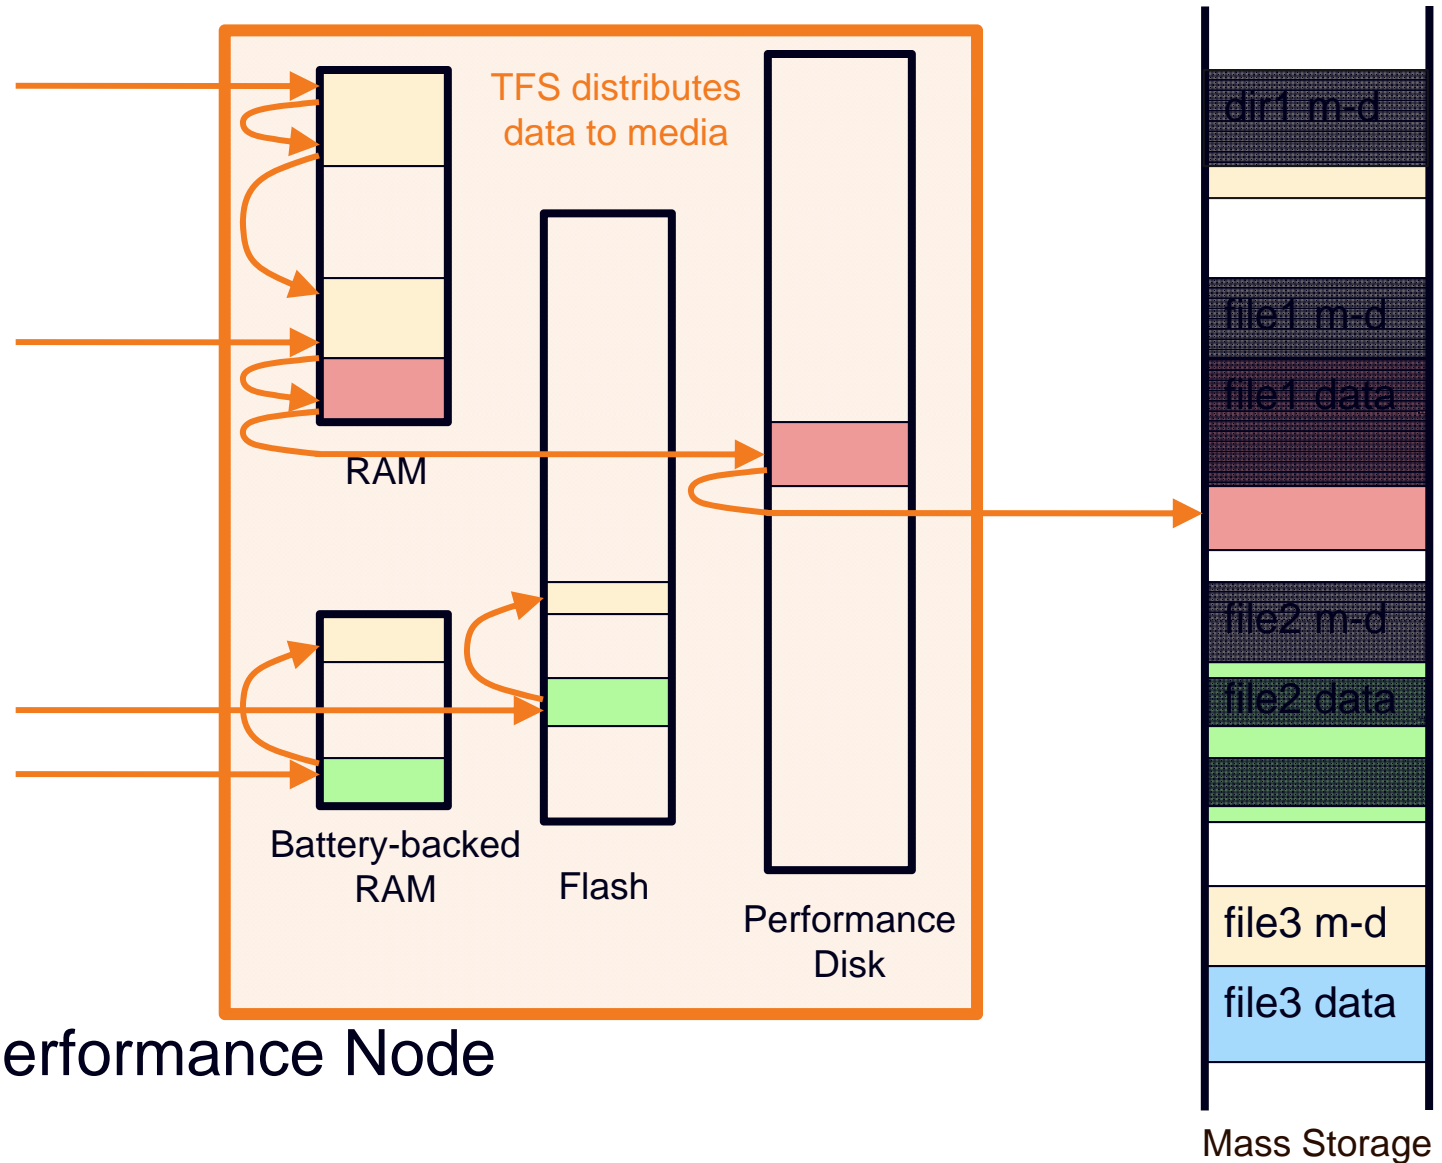 TFS distributes
data to media
RAM
Battery-backed
RAM
Flash
Performance
Disk
erformance Node
dir1 m-d
file1 m-d
file1 data
file2 m-d
file2 data
file3 m-d
file3 data
Mass Storage